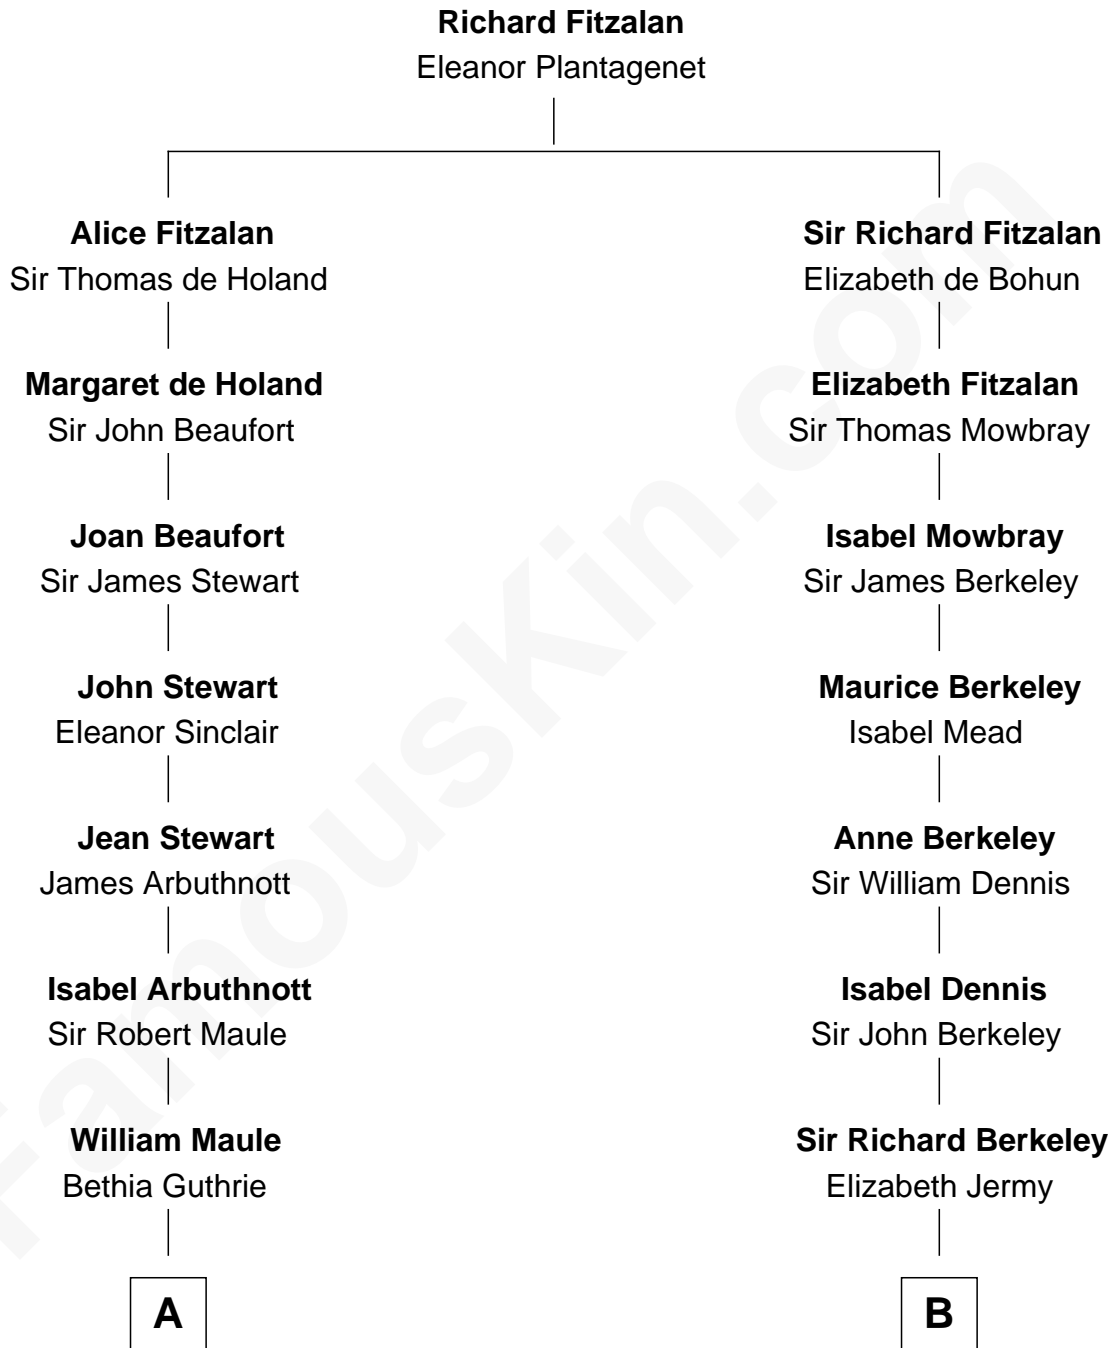 Richard Fitzalan
Eleanor Plantagenet
Alice Fitzalan
Sir Thomas de Holand
Margaret de Holand
Sir John Beaufort
Joan Beaufort
Sir James Stewart
John Stewart
Eleanor Sinclair
Jean Stewart
James Arbuthnott
Isabel Arbuthnott
Sir Robert Maule
William Maule
Bethia Guthrie
A
Sir Richard Fitzalan
Elizabeth de Bohun
Elizabeth Fitzalan
Sir Thomas Mowbray
Isabel Mowbray
Sir James Berkeley
Maurice Berkeley
Isabel Mead
Anne Berkeley
Sir William Dennis
Isabel Dennis
Sir John Berkeley
Sir Richard Berkeley
Elizabeth Jermy
B
FamousKin.com